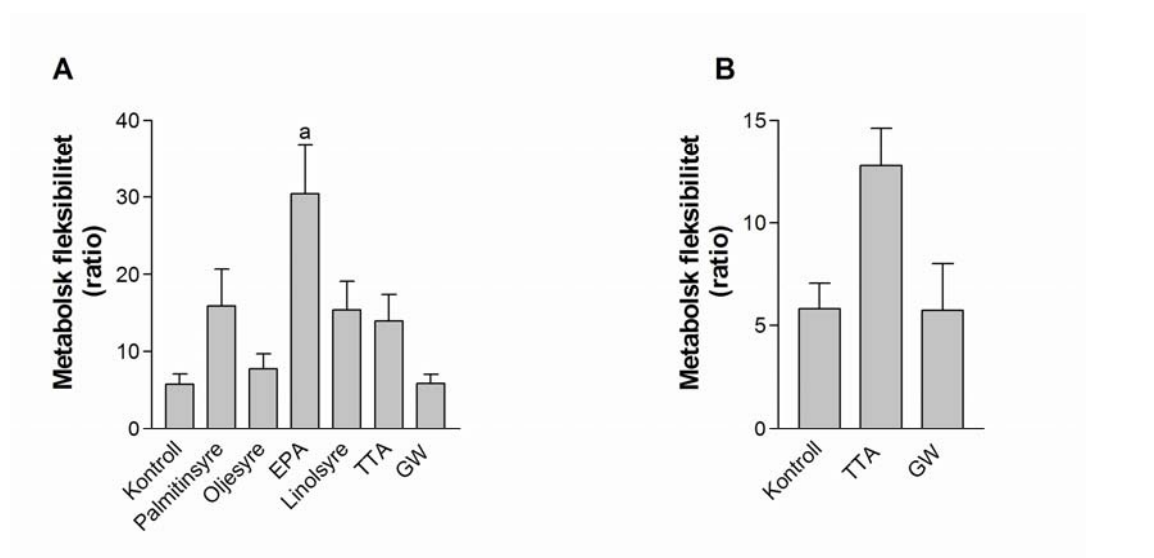 A
Metabolsk fleksibilitet
(ratio)
40
30
20
10
0
a
Kontroll
Palmitinsyre
Oljesyre
EPA
Linolsyre
TTA
GW
B
Metabolsk fleksibilitet
(ratio)
15
10
5
0
Kontroll
TTA
GW